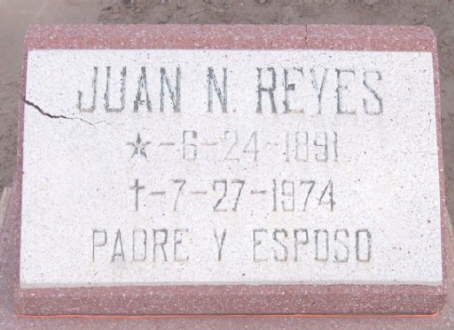 JUAN N. REYES
★-6-24-1891
†-7-27-1974
PADRE Y ESPOSO